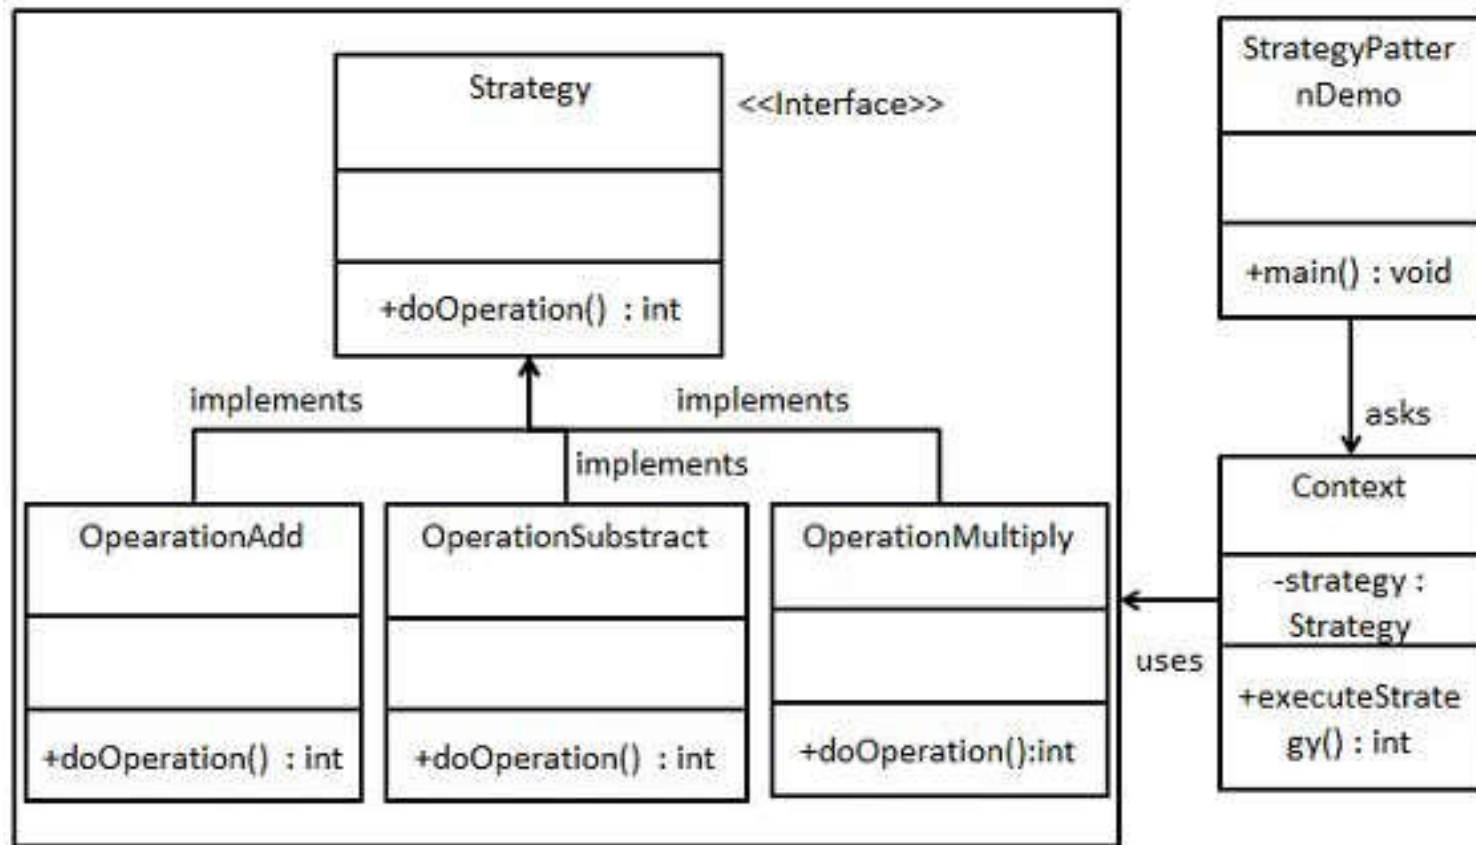 Strategy
<<Interface>>
+doOperation() : int
implements
implements
implements
OpearationAdd
+doOperation() : int
OperationSubstract
+doOperation() : int
OperationMultiply
+doOperation():int
StrategyPatter
nDemo
+main() : void
asks
Context
-strategy :
Strategy
+executeStrate
gy() : int
uses